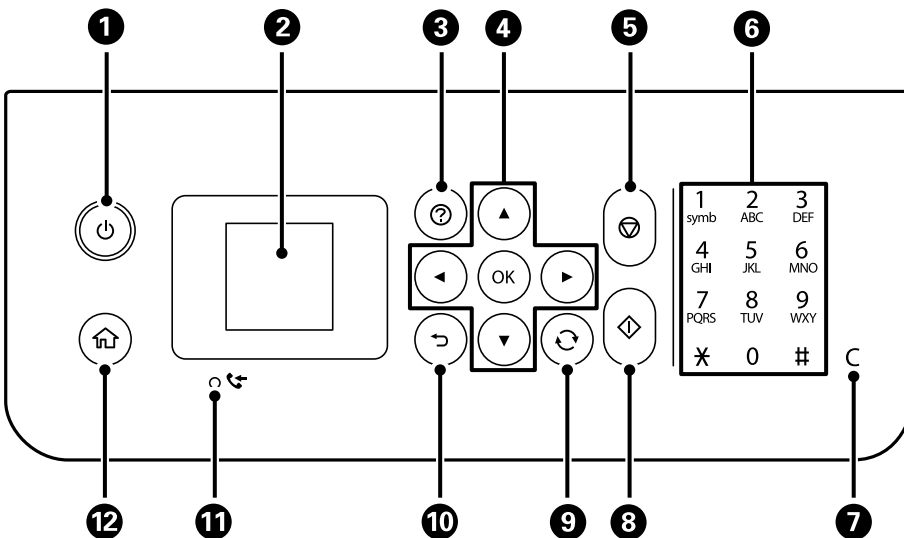 1 2 3 4 5 6
1 2 3
symb ABC DEF
4 5 6
GHI JKL MNO
OK
7 8 9
PQRS TUV WXY
* 0 #
C
12 11 10 9 8 7